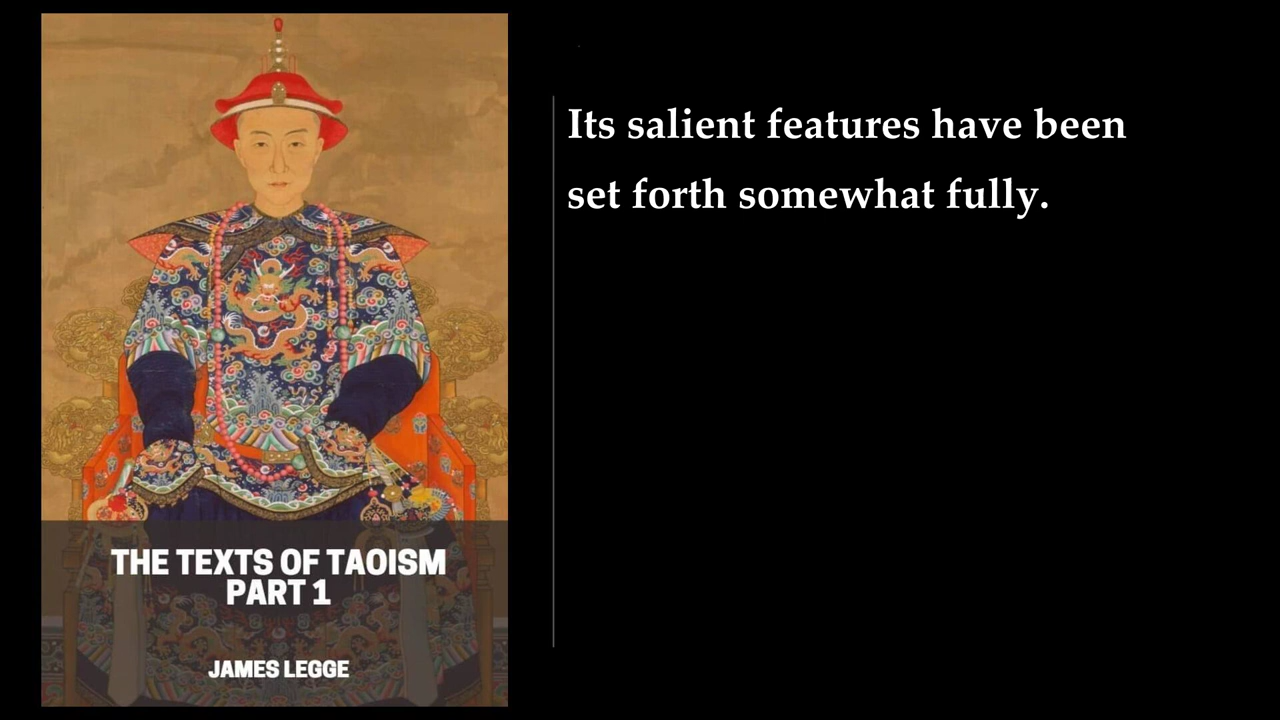 THE TEXTS OF TAOISM
PART 1
JAMES LEGGE
Its salient features have been
set forth somewhat fully.